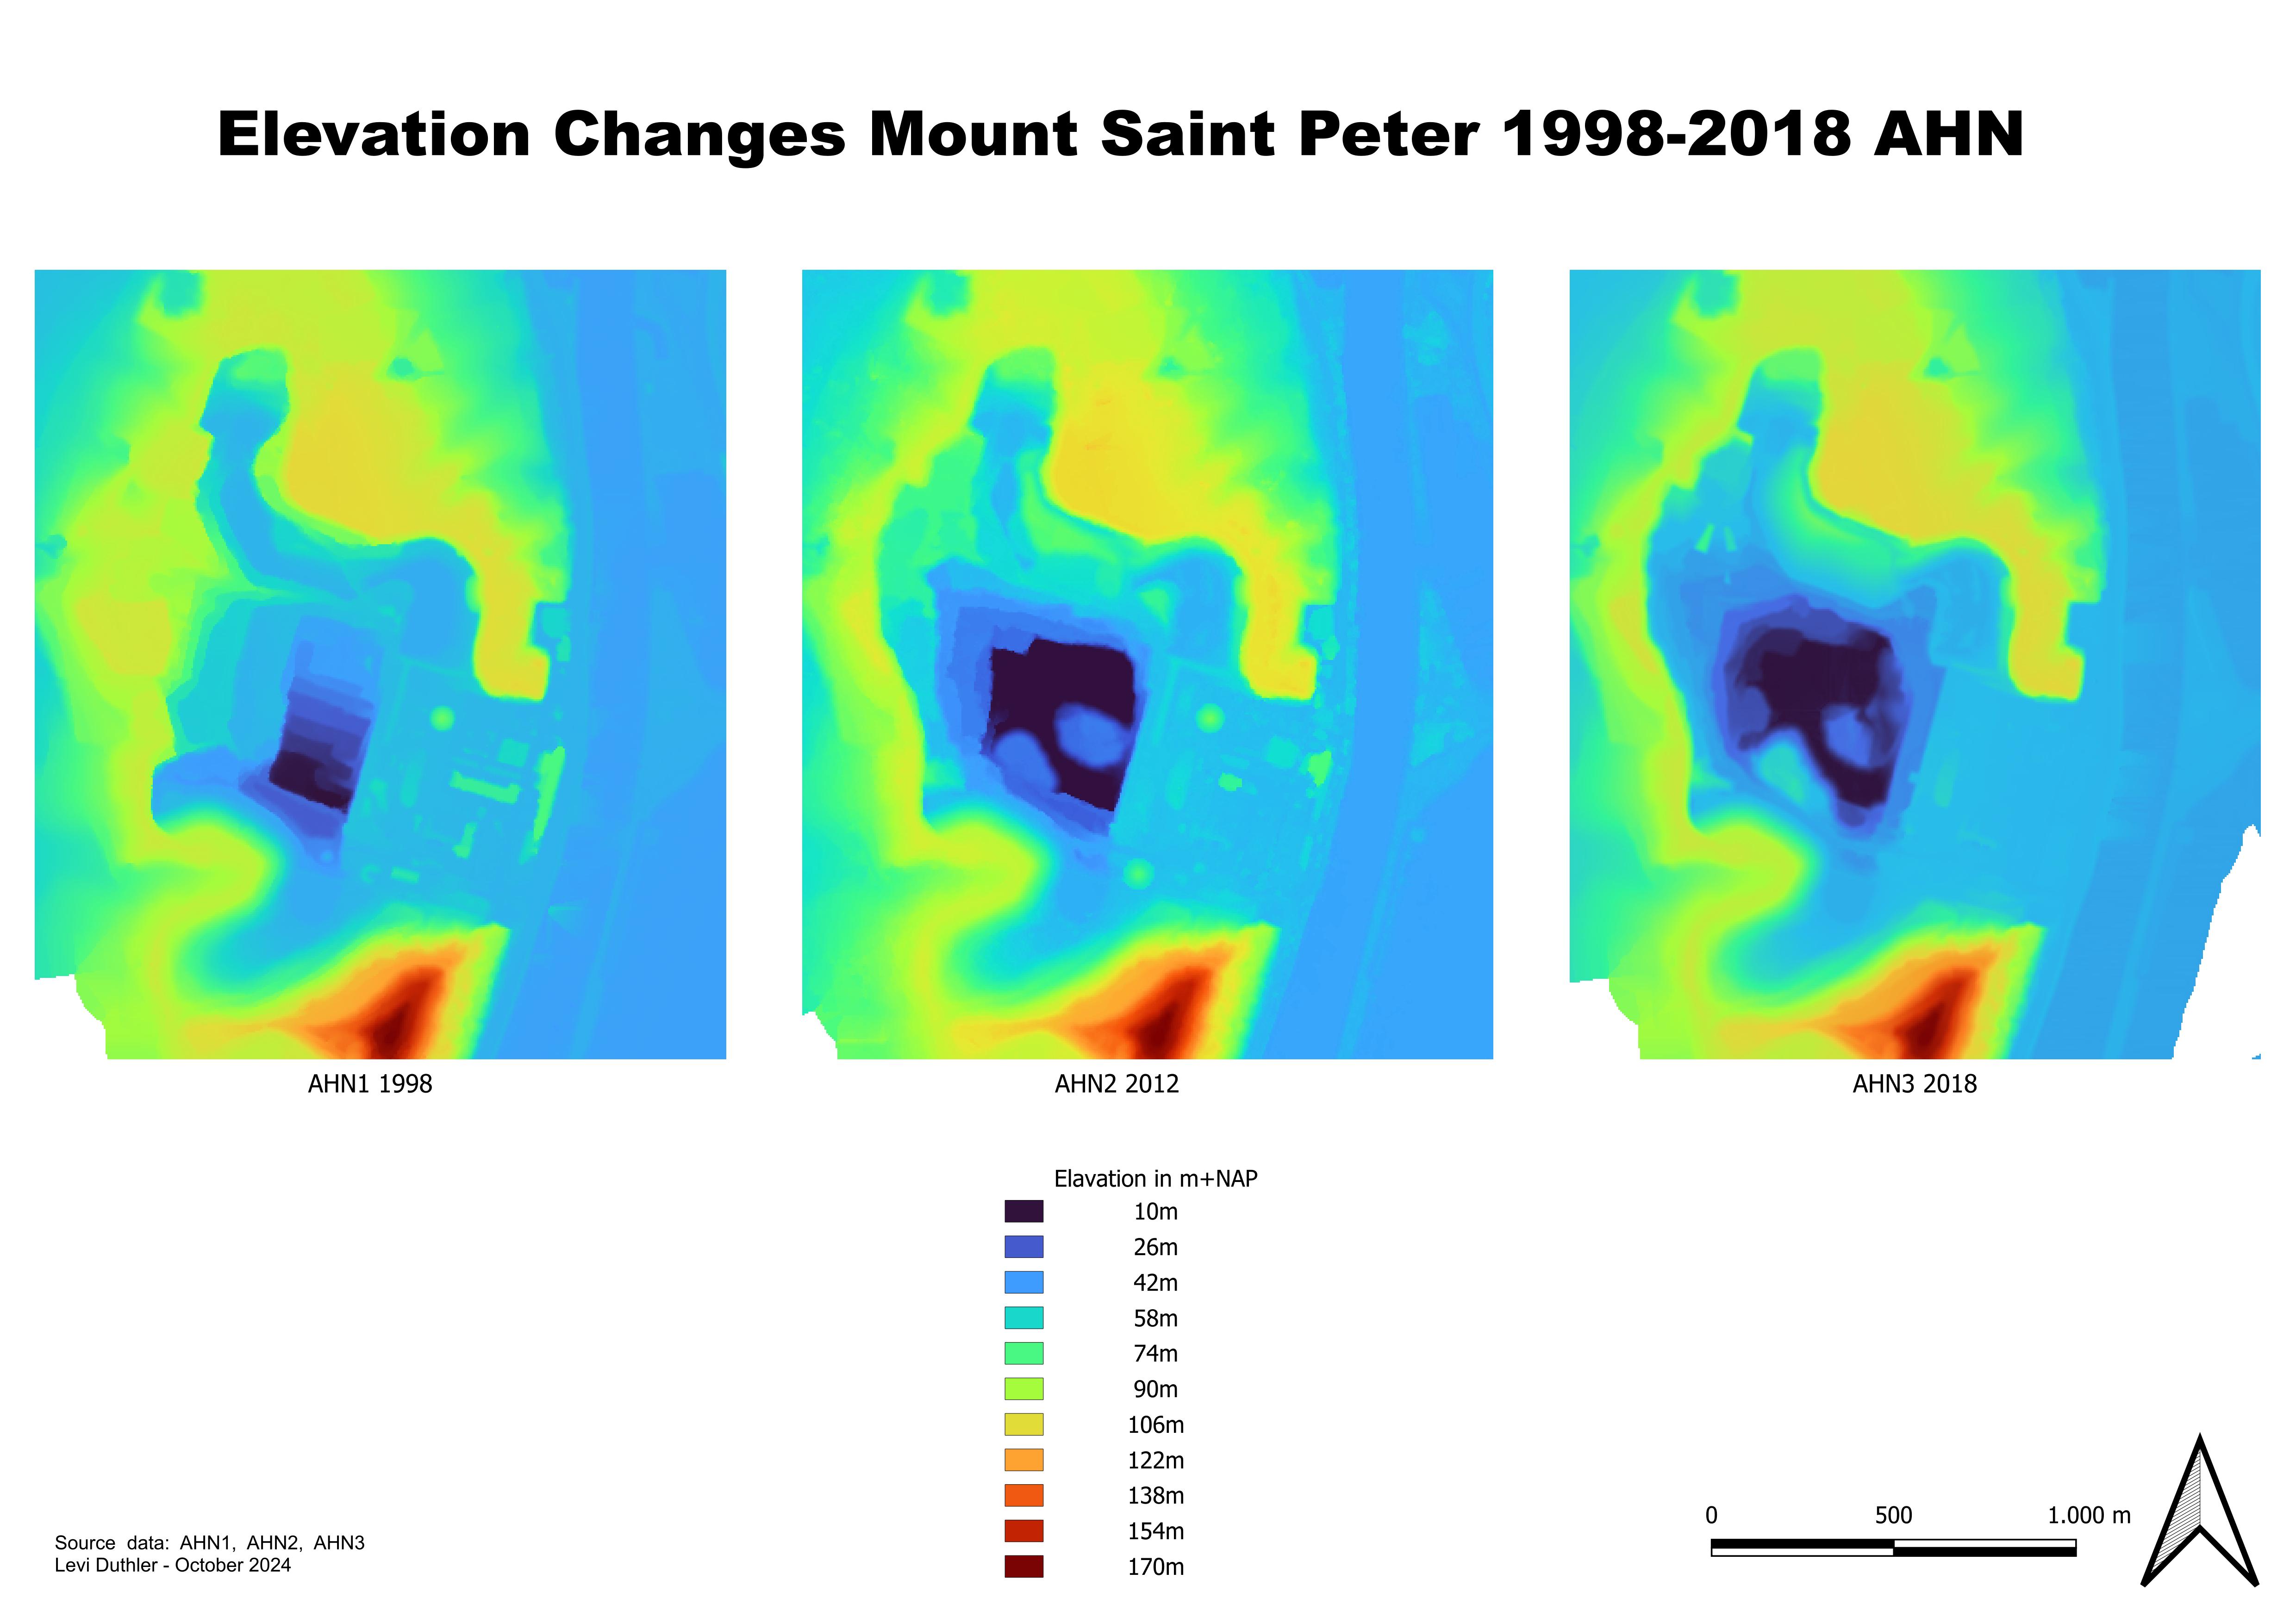 Elevation Changes Mount Saint Peter 1998-2018 AHN
AHN1 1998
AHN2 2012
AHN3 2018
Elavation in m+NAP
10m
26m
42m
58m
74m
90m
106m
122m
138m
154m
170m
0 500 1.000 m
Source data: AHN1, AHN2, AHN3
Levi Duthler - October 2024